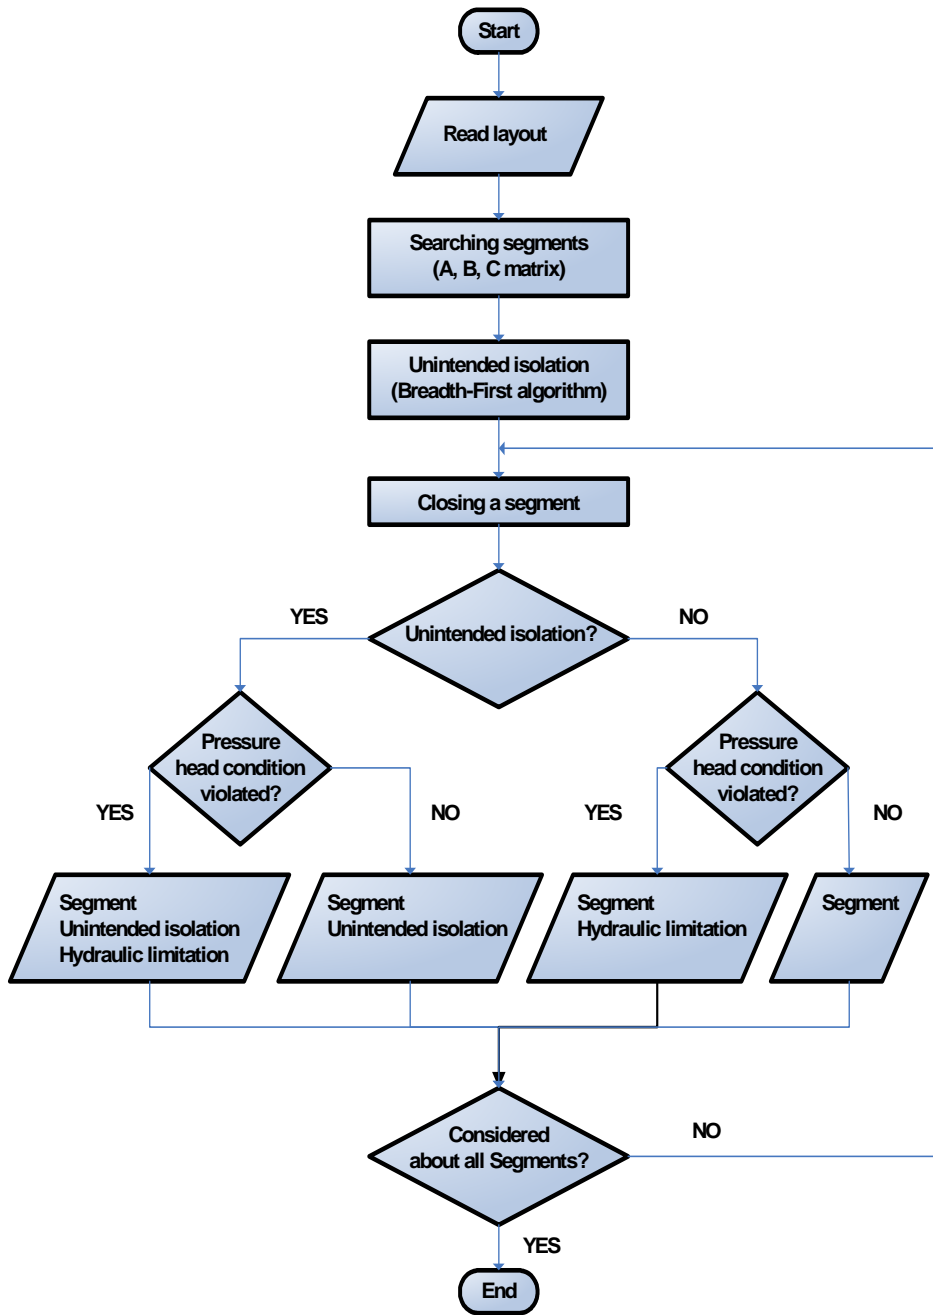 Start
Read layout
Searching segments
(A, B, C matrix)
Unintended isolation
(Breadth-First algorithm)
Closing a segment
YES
Unintended isolation?
NO
Pressure
head condition
violated?
YES
NO
Pressure
head condition
violated?
YES
NO
Segment
Unintended isolation
Hydraulic limitation
Segment
Unintended isolation
Segment
Hydraulic limitation
Segment
Considered
about all Segments?
NO
YES
End